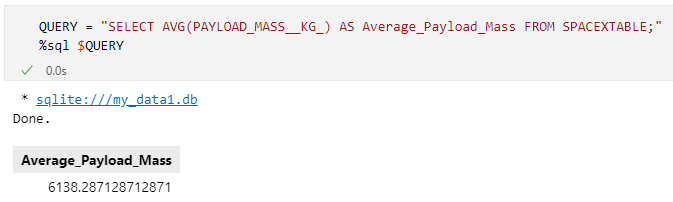 QUERY = "SELECT AVG(PAYLOAD_MASS__KG_) AS Average_Payload_Mass FROM SPACEXTABLE;"
%sql $QUERY
✓ 0.0s
* sqlite:///my_data1.db
Done.
Average_Payload_Mass
6138.287128712871